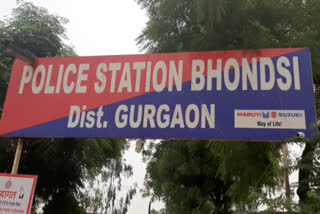 POLICE STATION BHONDSI
Dist. GURGAON
MARUTI SUZUKI
Way of Life!